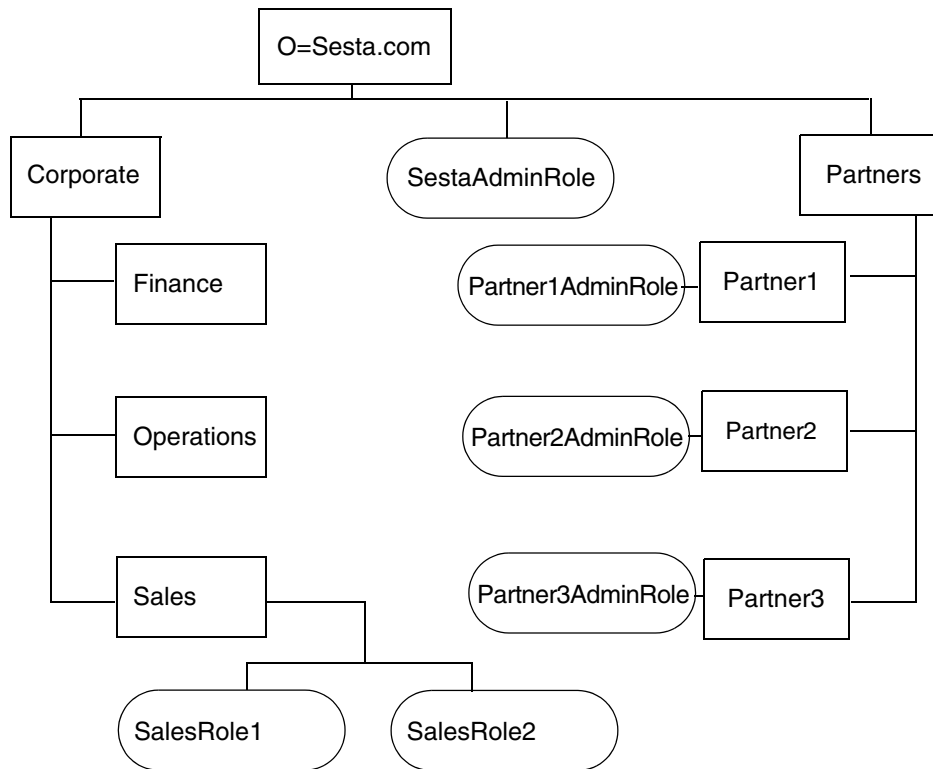 O=Sesta.com
Corporate
SestaAdminRole
Partners
Finance
Partner1AdminRole
Partner1
Operations
Partner2AdminRole
Partner2
Sales
Partner3AdminRole
Partner3
SalesRole1
SalesRole2